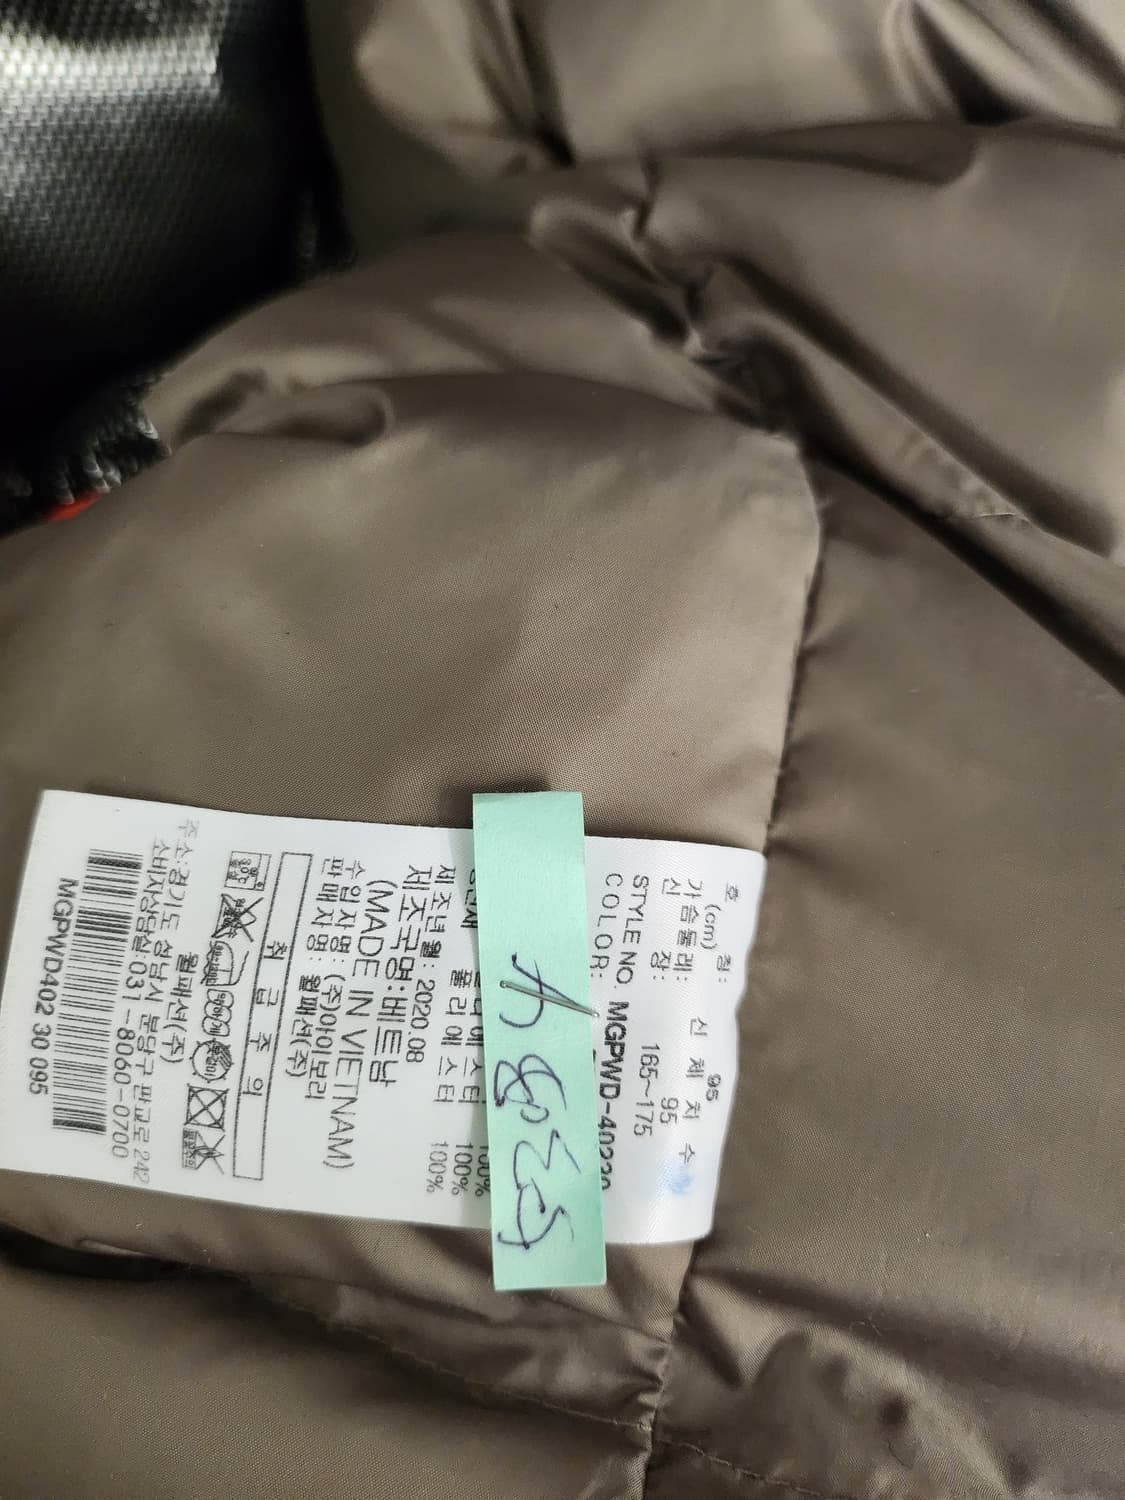 호 칭: 95
(cm) 신 체 치 수
가슴둘레: 95
신 장: 165~175
STYLE NO. MGPWD-40230
COLOR:
폴리에스터 100%
폴리에스터 100%
제조년월: 2020.08
제조국명:베트남
(MADE IN VIETNAM)
수입자명: (주)아이보리
판매자명: 월패션(주)
취 급 주 의
월패션(주)
주소:경기도 성남시 분당구 판교로 242
소비자상담실:031-8060-0700
MGPWD402 30 095